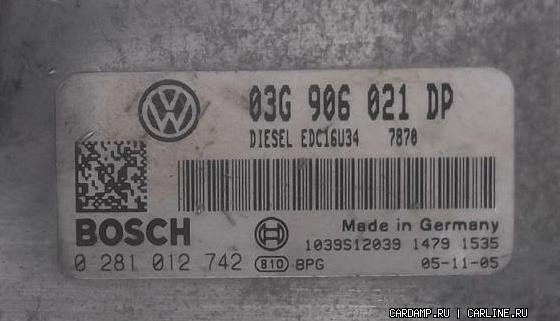 03G 906 021 DP
DIESEL EDC16U34 7870
BOSCH
Made in Germany
1039S12039 1479 1535
0 281 012 742 810 BPG 05-11-05
CARDAMP.RU | CARLINE.RU